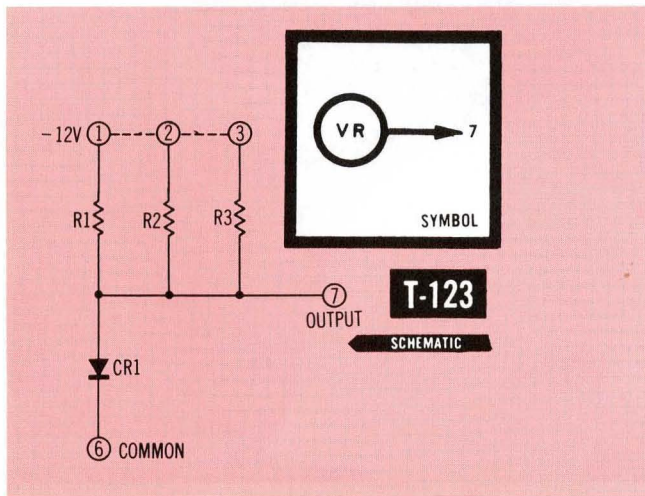 -12V 1 2 3
R1 R2 R3
7
OUTPUT
CR1
6 COMMON
VR 7
SYMBOL
T-123
SCHEMATIC